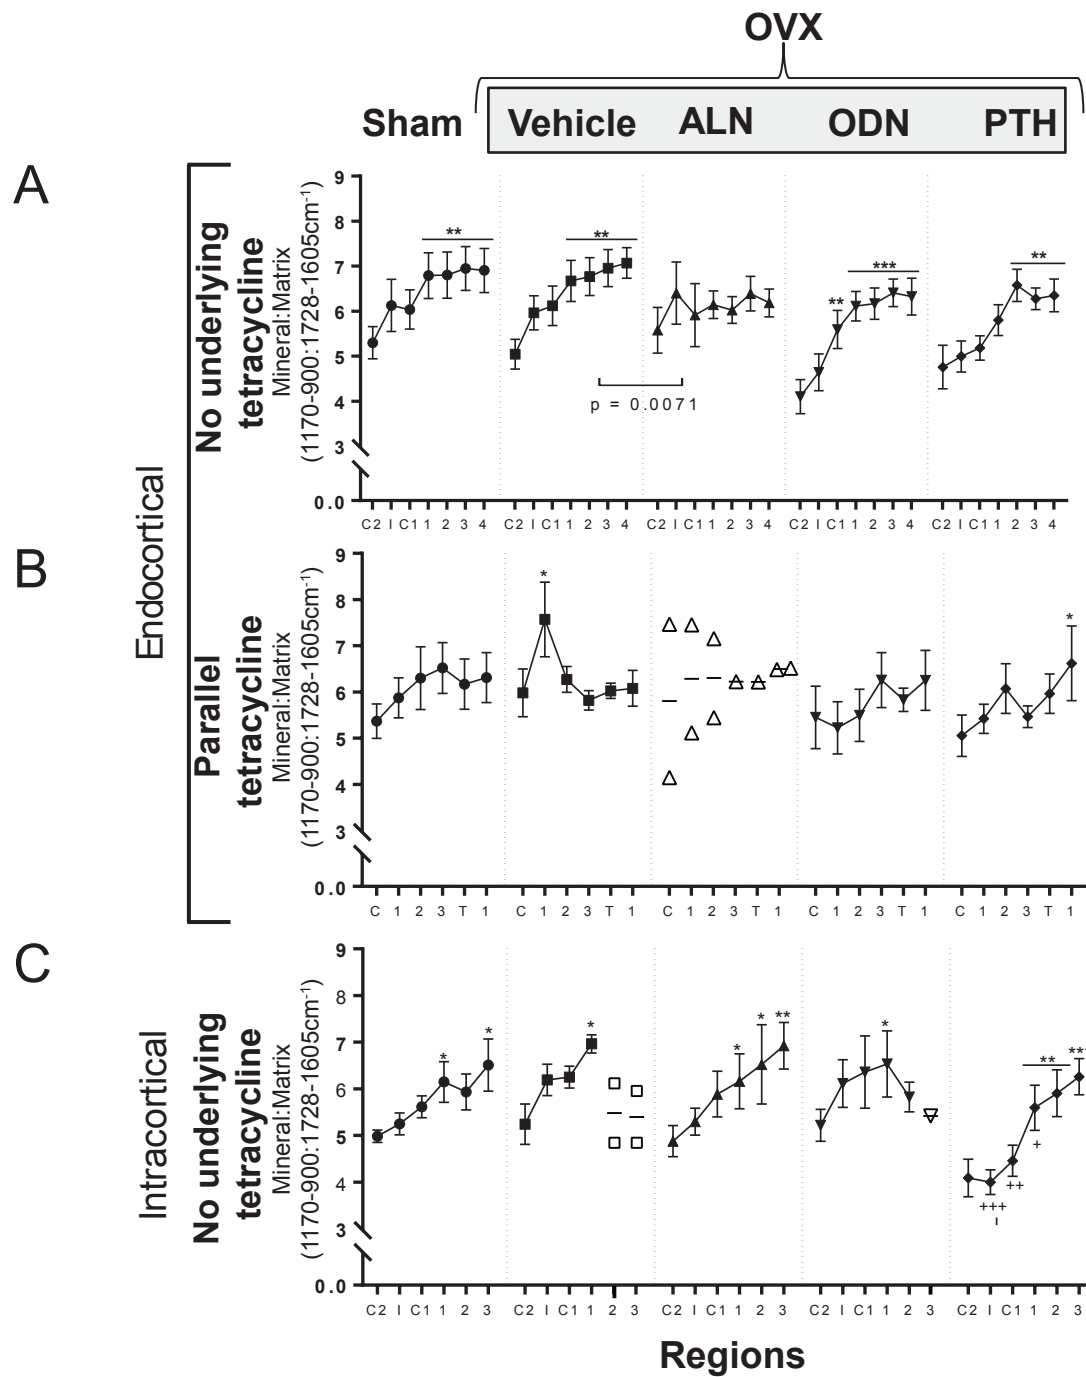 OVX
Sham Vehicle ALN ODN PTH
A
Endocortical
No underlying
tetracycline
Mineral:Matrix
(1170-900:1728-1605cm-1)
9
8
7
6
5
4
3
0.0
** ** ** *** **
p = 0.0071
C2 I C1 1 2 3 4 C2 I C1 1 2 3 4 C2 I C1 1 2 3 4 C2 I C1 1 2 3 4 C2 I C1 1 2 3 4
B
Parallel
tetracycline
Mineral:Matrix
(1170-900:1728-1605cm-1)
9
8
7
6
5
4
3
0.0
* *
C 1 2 3 T 1 C 1 2 3 T 1 C 1 2 3 T 1 C 1 2 3 T 1 C 1 2 3 T 1
C
Intracortical
No underlying
tetracycline
Mineral:Matrix
(1170-900:1728-1605cm-1)
9
8
7
6
5
4
3
0.0
* * * * * ** * ** ***
+
++
+++
C2 I C1 1 2 3 C2 I C1 1 2 3 C2 I C1 1 2 3 C2 I C1 1 2 3 C2 I C1 1 2 3
Regions